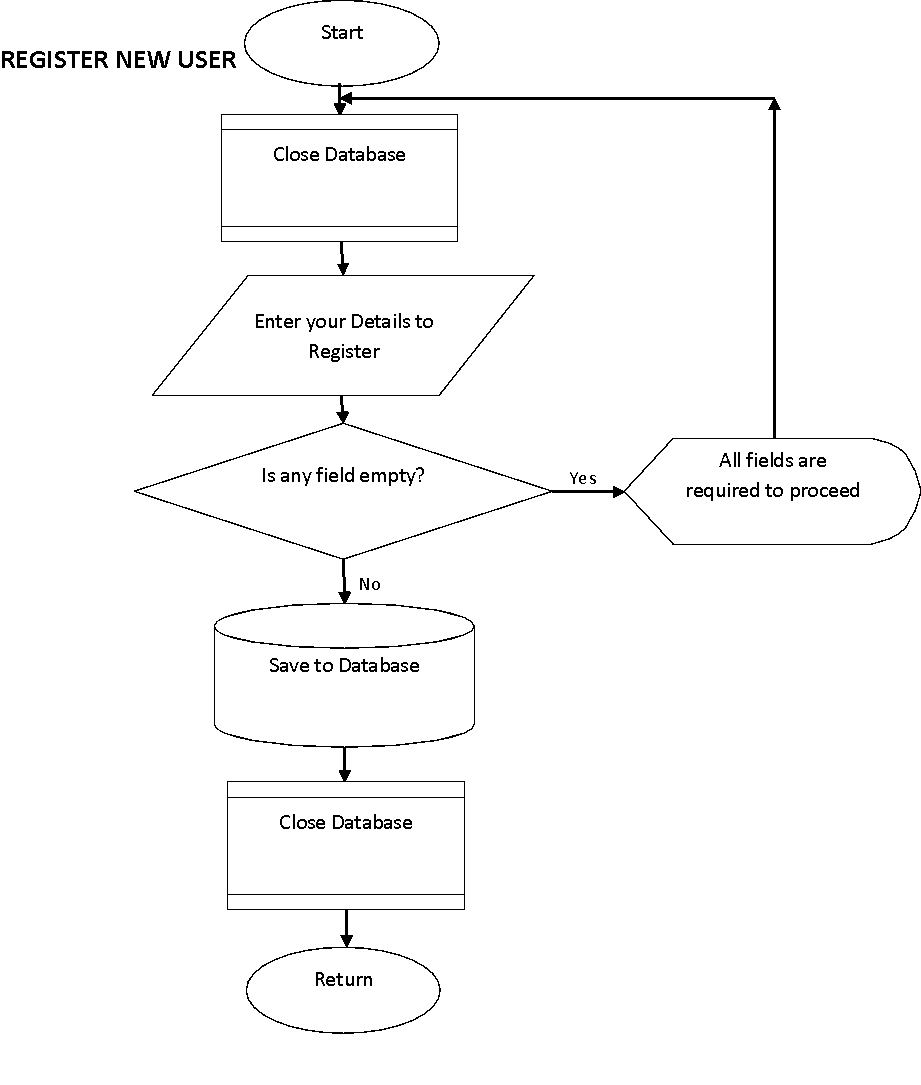 Start
REGISTER NEW USER
Close Database
Enter your Details to
Register
Is any field empty?
Yes
All fields are
required to proceed
No
Save to Database
Close Database
Return